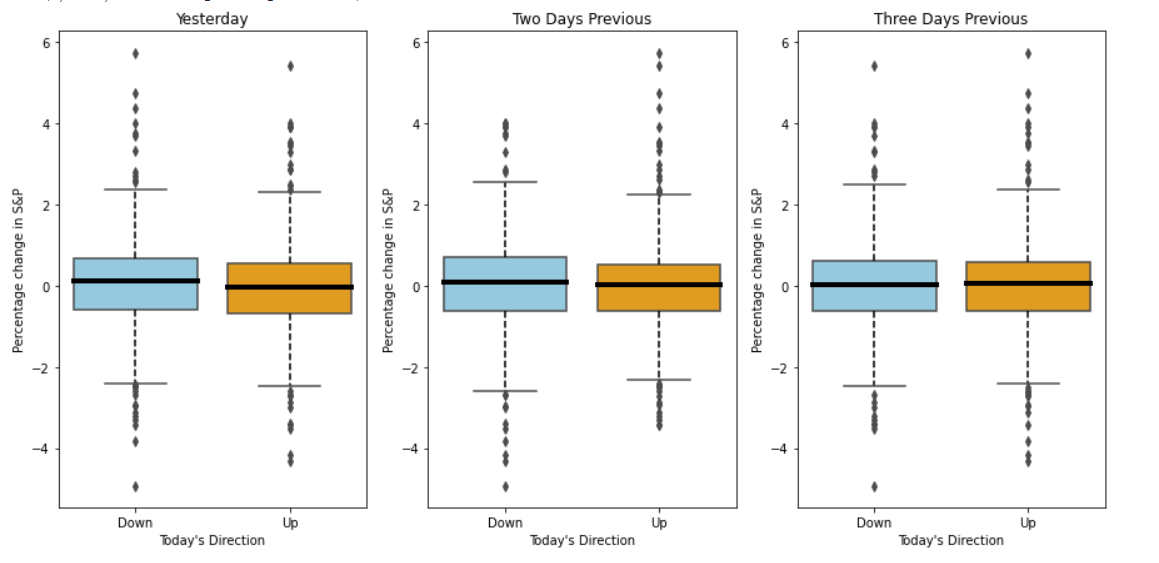 Yesterday
Two Days Previous
Three Days Previous
Percentage change in S&P
6
4
2
0
−2
−4
Down
Up
Today's Direction
Percentage change in S&P
6
4
2
0
−2
−4
Down
Up
Today's Direction
Percentage change in S&P
6
4
2
0
−2
−4
Down
Up
Today's Direction